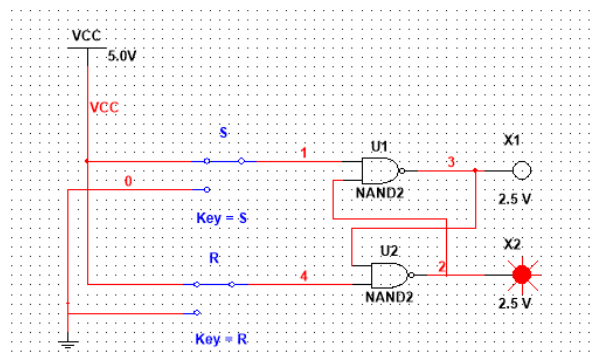 VCC
5.0V
VCC
S
1
U1
X1
3
0
NAND2
2.5 V
Key = S
X2
R
U2
4
2
NAND2
2.5 V
Key = R